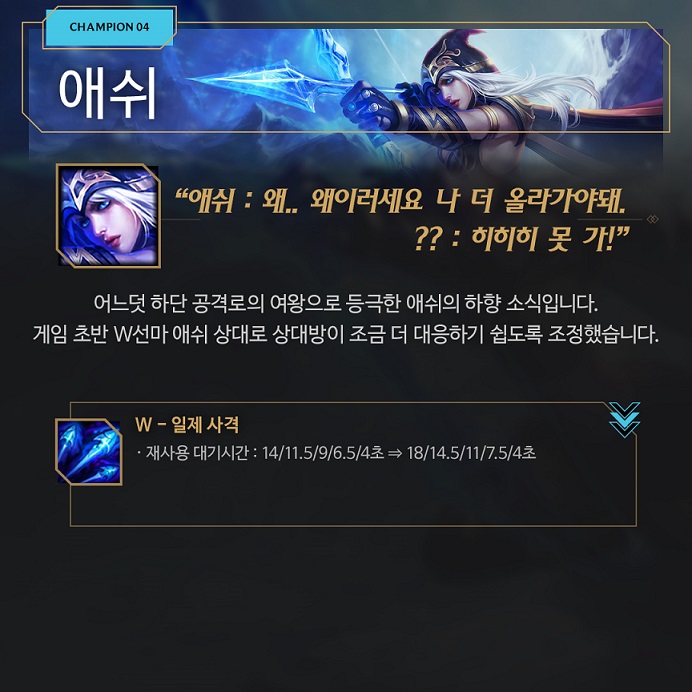 CHAMPION 04
애쉬
“애쉬 : 왜.. 왜이러세요 나 더 올라가야돼.
?? : 히히히 못 가!”
어느덧 하단 공격로의 여왕으로 등극한 애쉬의 하향 소식입니다.
게임 초반 W선마 애쉬 상대로 상대방이 조금 더 대응하기 쉽도록 조정했습니다.
W - 일제 사격
· 재사용 대기시간 : 14/11.5/9/6.5/4초 ⇒ 18/14.5/11/7.5/4초